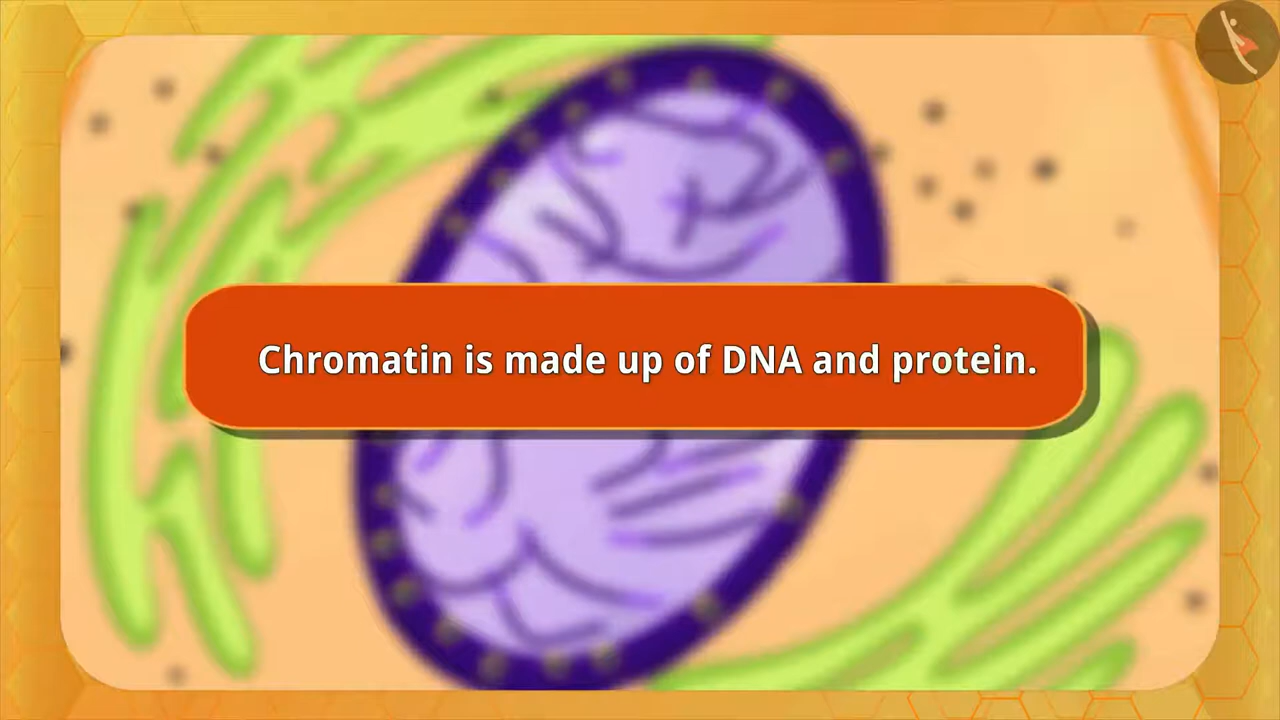 Chromatin is made up of DNA and protein.